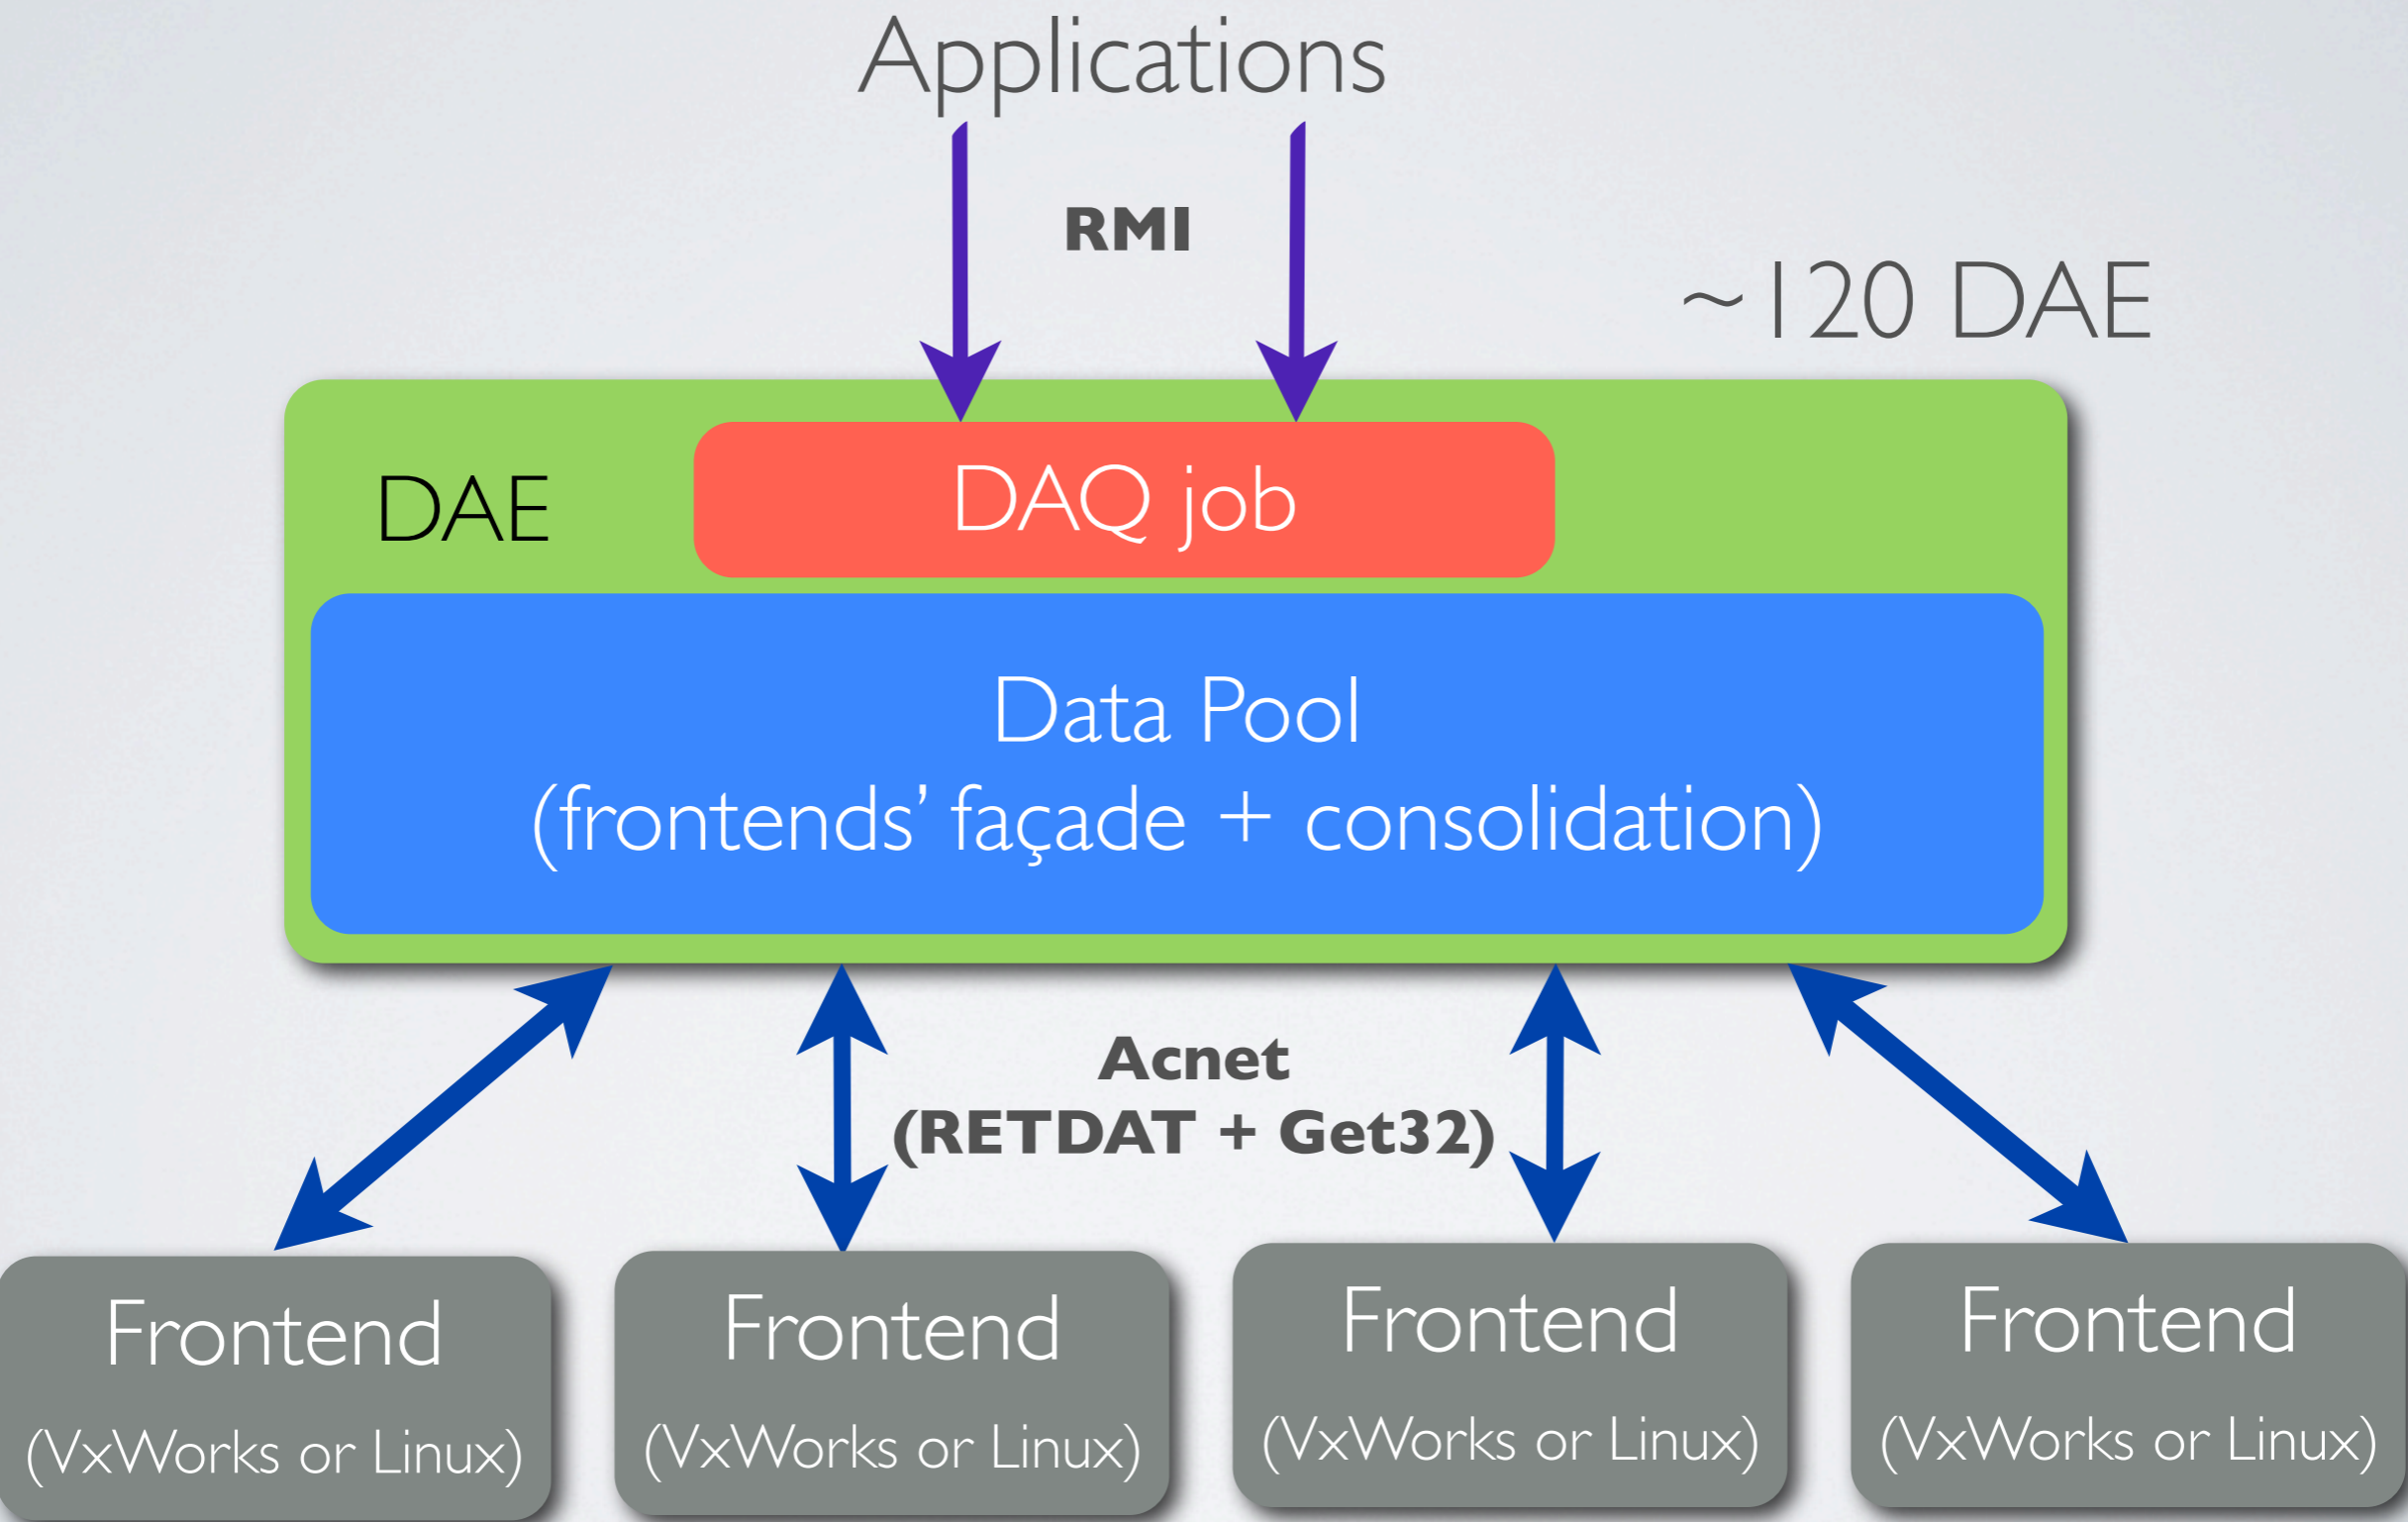 Applications
RMI
~120 DAE
DAE
DAQ job
Data Pool
(frontends’ façade + consolidation)
Acnet
(RETDAT + Get32)
Frontend
(VxWorks or Linux)
Frontend
(VxWorks or Linux)
Frontend
(VxWorks or Linux)
Frontend
(VxWorks or Linux)